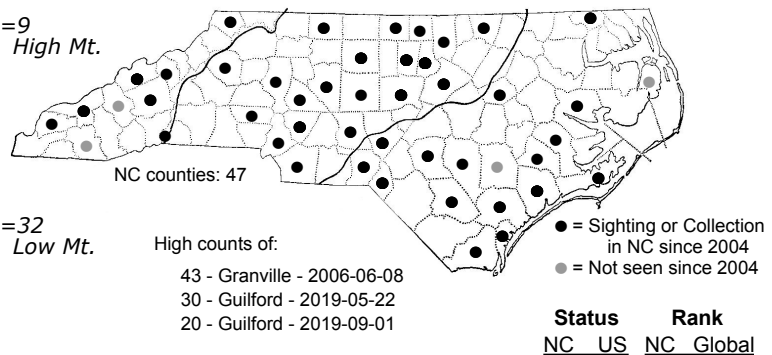 =9
High Mt.
NC counties: 47
=32
Low Mt.
High counts of:
43 - Granville - 2006-06-08
30 - Guilford - 2019-05-22
20 - Guilford - 2019-09-01
● = Sighting or Collection
in NC since 2004
● = Not seen since 2004
Status Rank
NC US NC Global